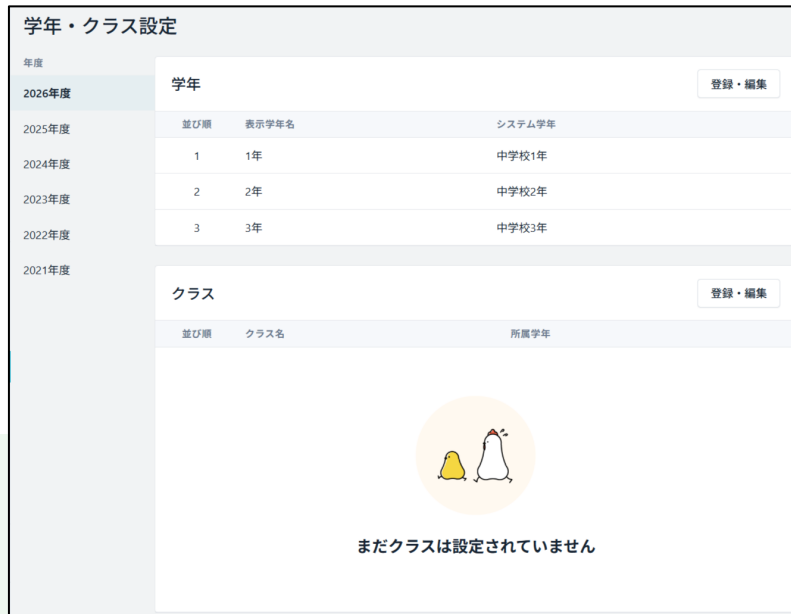 学年・クラス設定
年度
2026年度
2025年度
2024年度
2023年度
2022年度
2021年度
学年
登録・編集
並び順 表示学年名 システム学年
1 1年 中学校1年
2 2年 中学校2年
3 3年 中学校3年
クラス
登録・編集
並び順 クラス名 所属学年
まだクラスは設定されていません